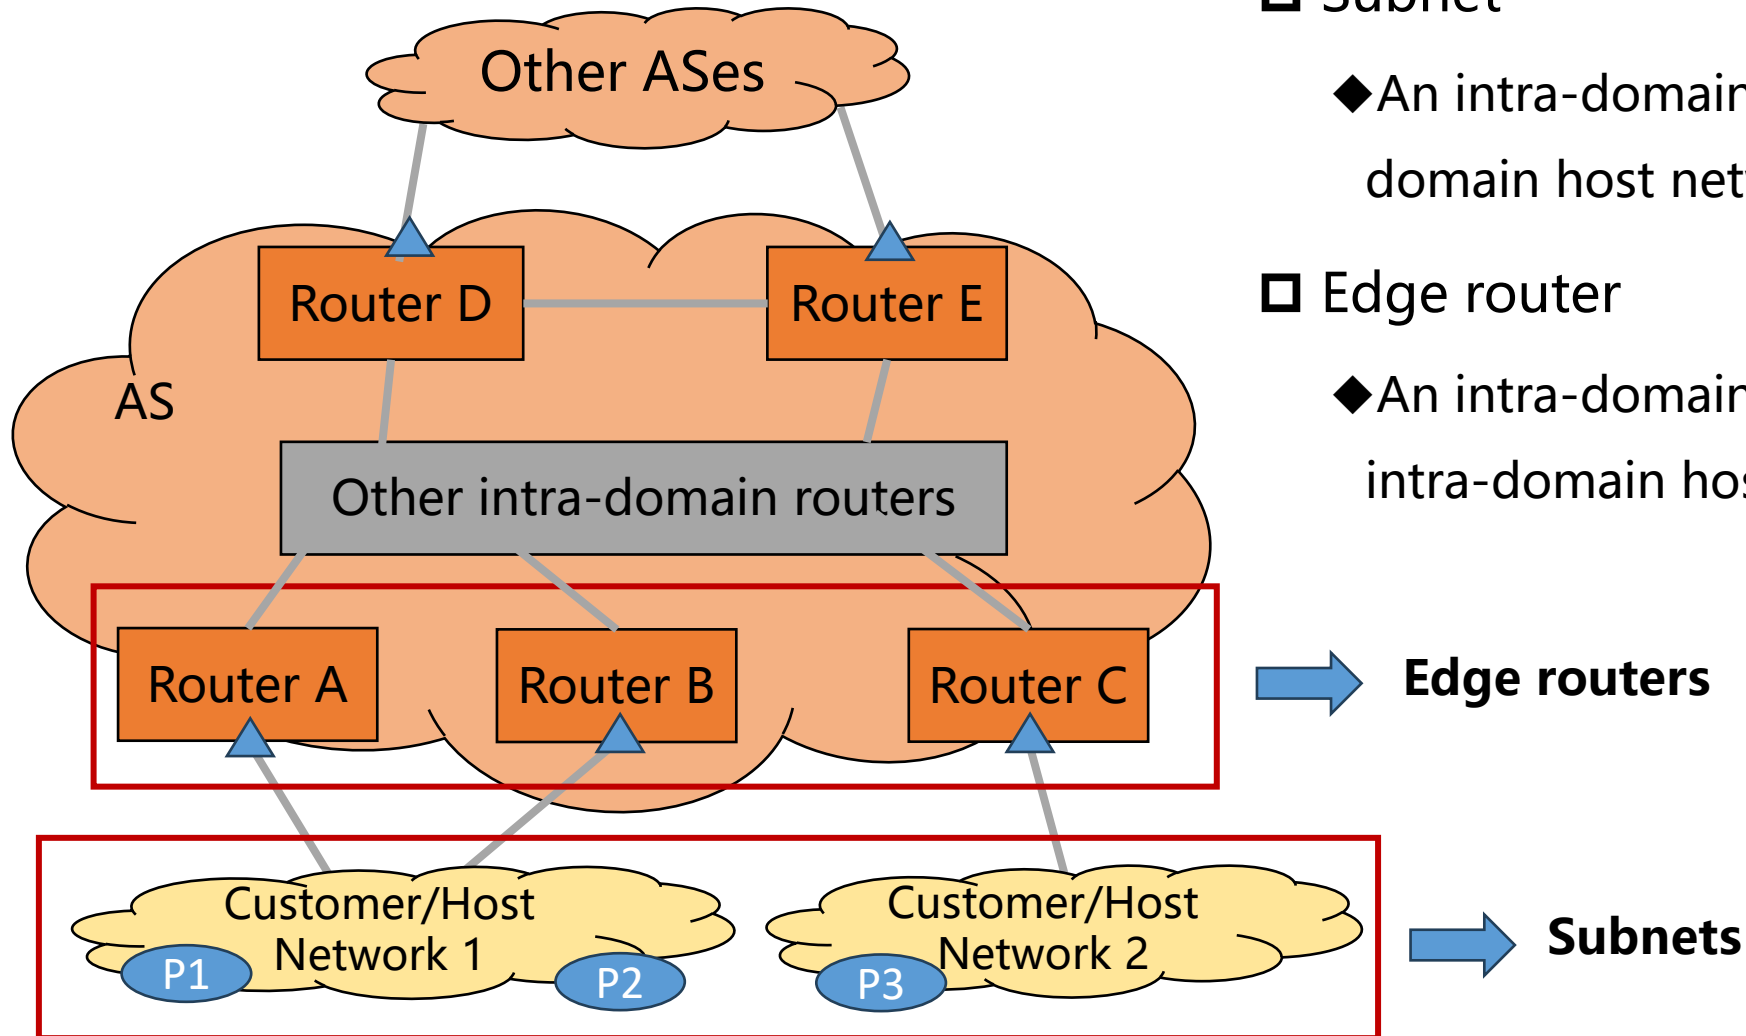 Other ASes
Router D
Router E
AS
Other intra-domain routers
Router A
Router B
Router C
Customer/Host
Network 1
P1
P2
Customer/Host
Network 2
P3
Subnet
◆An intra-domain
domain host net
Edge router
◆An intra-domain
intra-domain hos
Edge routers
Subnets